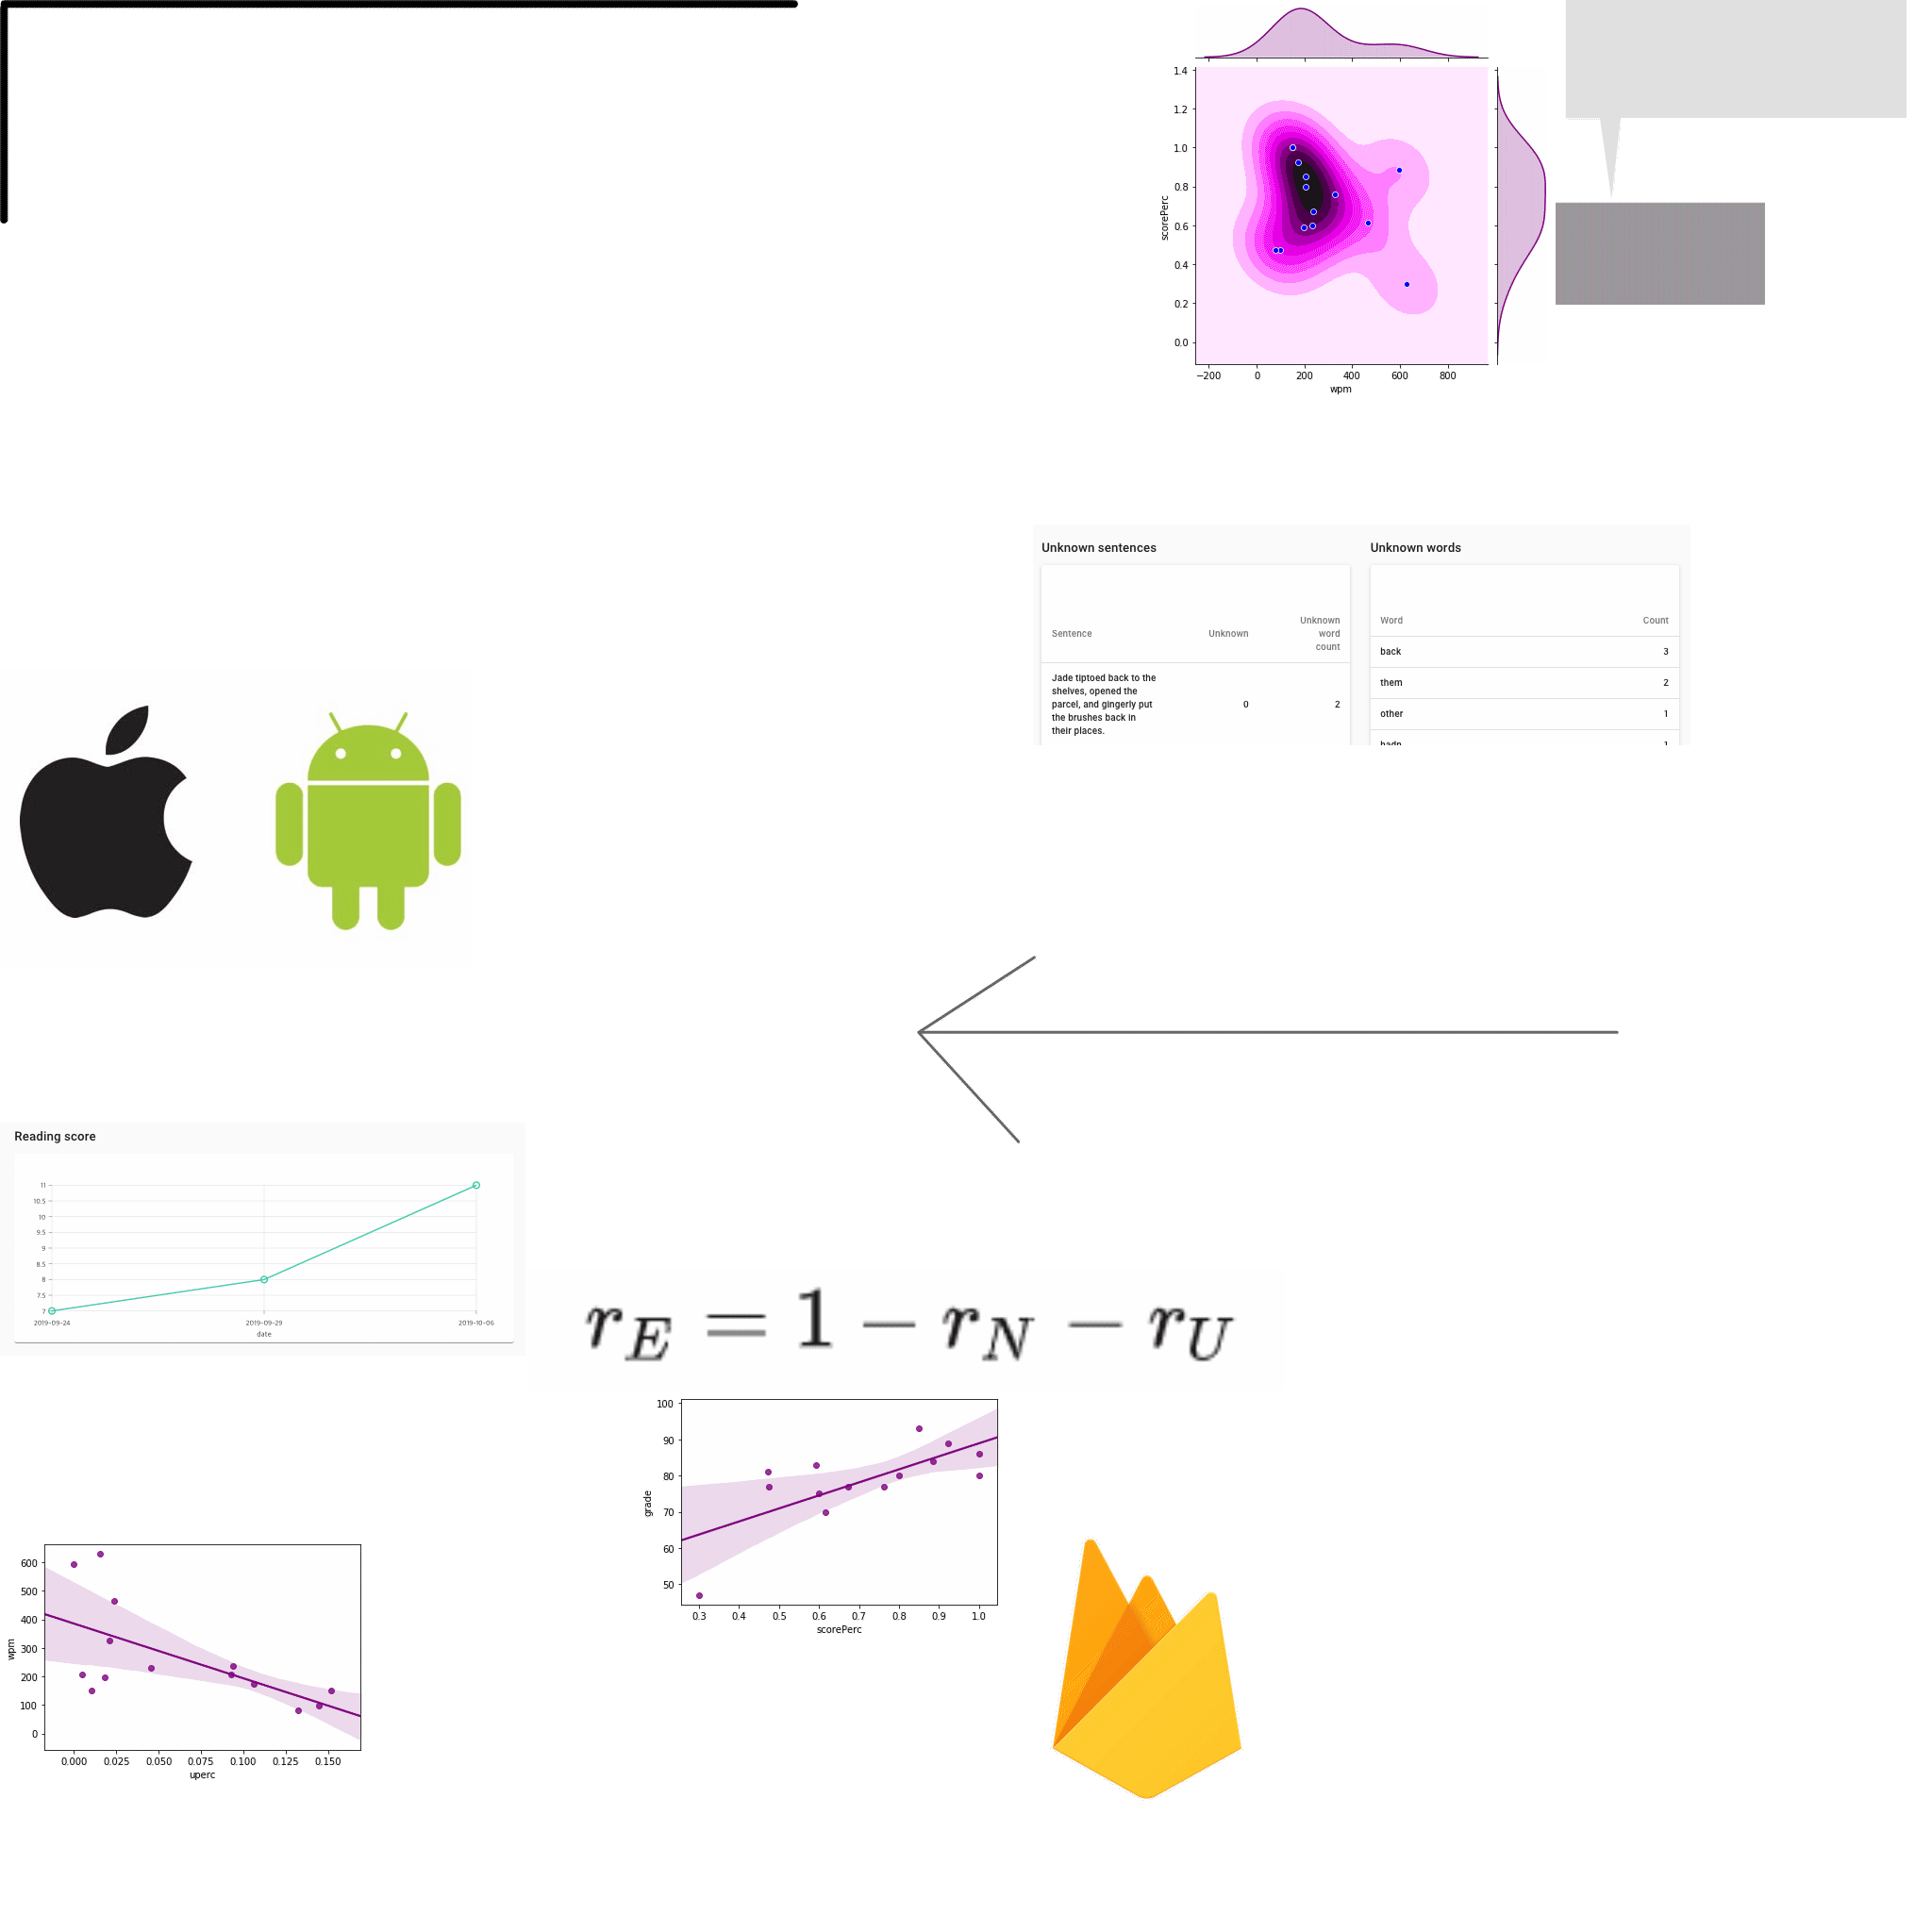 1.4
1.2
1.0
0.8
0.6
0.4
0.2
0.0
scorePerc
−200 0 200 400 600 800
wpm
Unknown sentences
Sentence Unknown Unknown word count
Jade tiptoed back to the
shelves, opened the
parcel, and gingerly put
the brushes back in
their places.
0 2
Unknown words
Word Count
back 3
them 2
other 1
hadn 1
Reading score
11
10.5
10
9.5
9
8.5
8
7.5
7
2019-09-24 2019-09-29 2019-10-06
date
r_E = 1 − r_N − r_U
100
90
80
70
60
50
grade
0.3 0.4 0.5 0.6 0.7 0.8 0.9 1.0
scorePerc
600
500
400
300
200
100
0
wpm
0.000 0.025 0.050 0.075 0.100 0.125 0.150
uperc